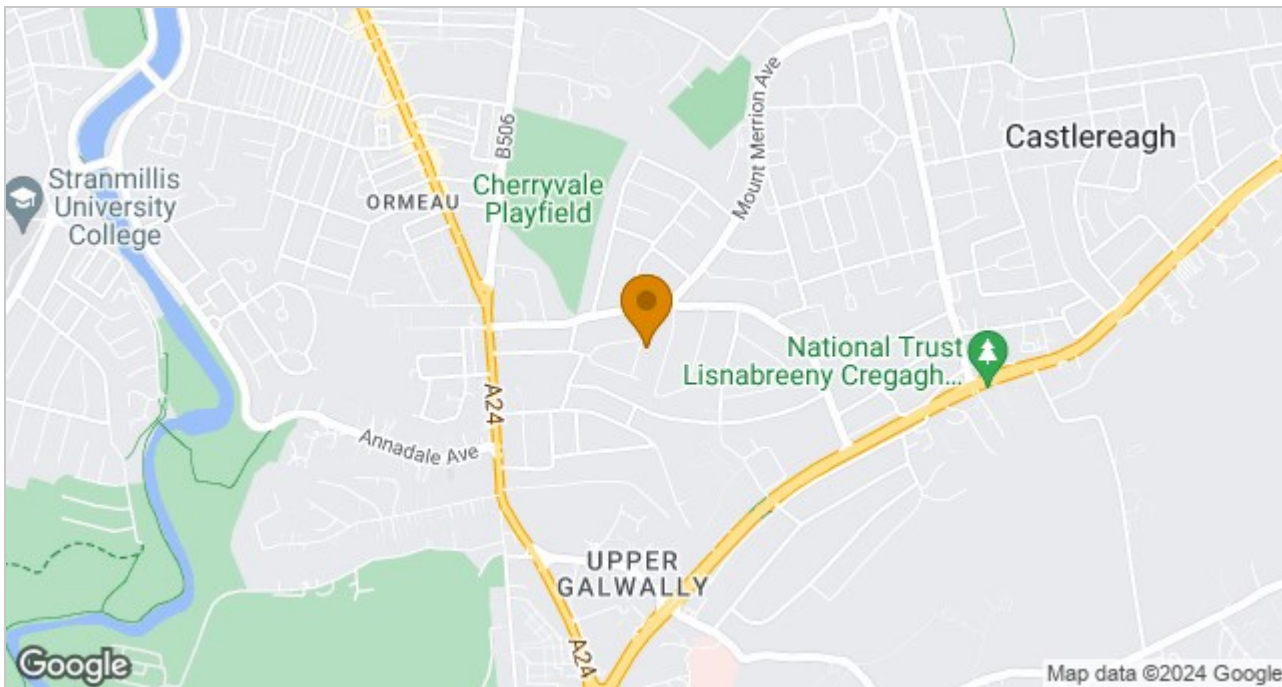 Mount Merrion Ave
Castlereagh
B506
Stranmillis
University
College
ORMEAU
Cherryvale
Playfield
National Trust
Lisnabreeny Cregagh...
A24
Annadale Ave
UPPER
GALWALLY
A24
Google
Map data ©2024 Google